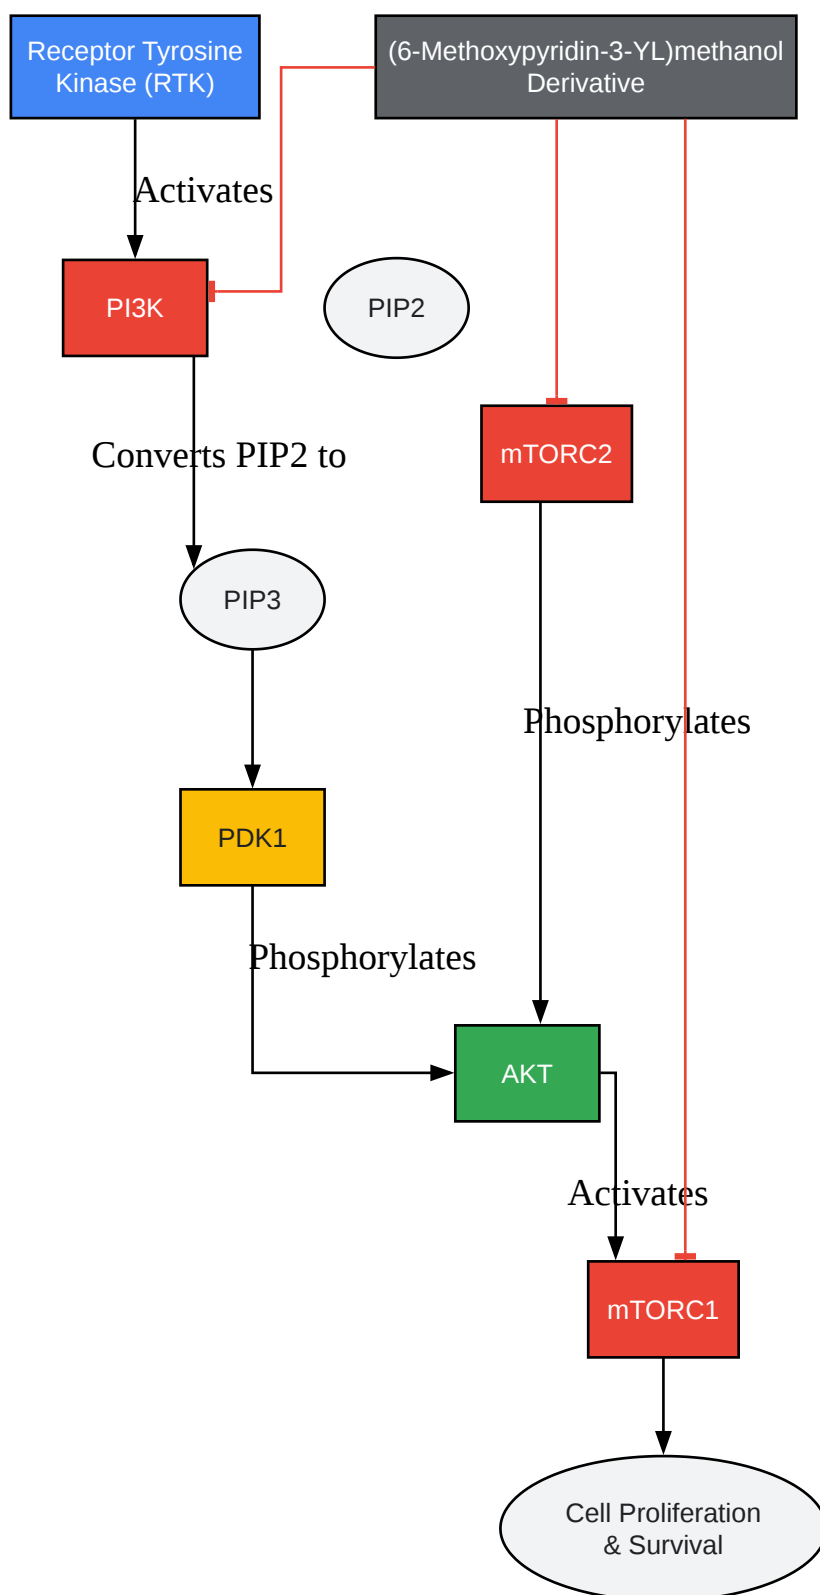 Receptor Tyrosine
Kinase (RTK)
(6-Methoxypyridin-3-YL)methanol
Derivative
Activates
PI3K
PIP2
Converts PIP2 to
mTORC2
PIP3
Phosphorylates
PDK1
Phosphorylates
AKT
Activates
mTORC1
Cell Proliferation
& Survival